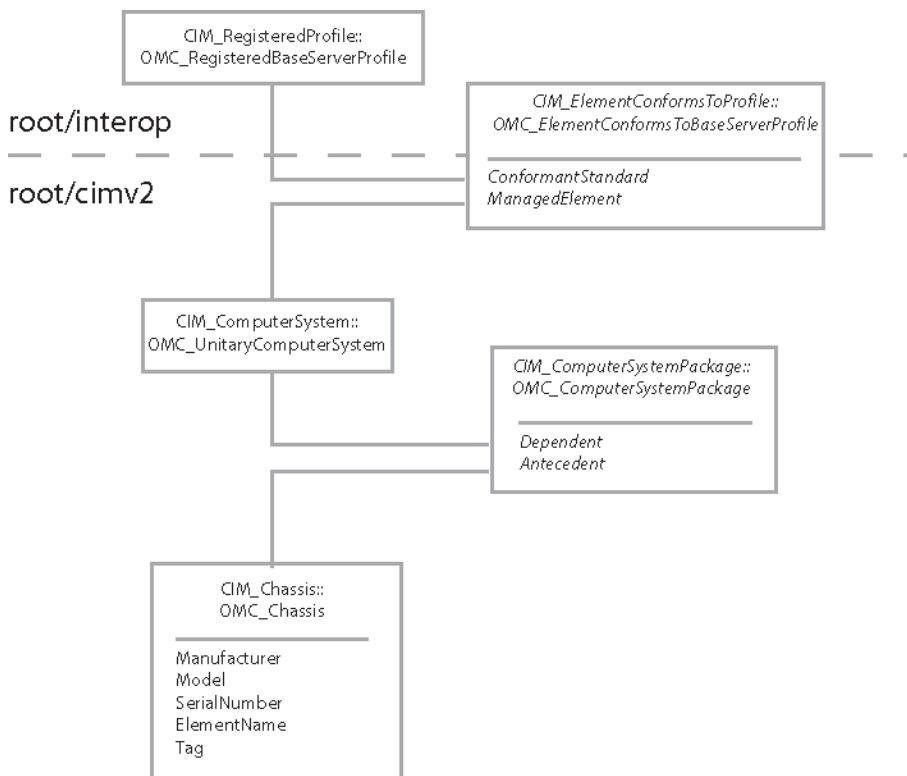 CIM_RegisteredProfile::
OMC_RegisteredBaseServerProfile
root/interop
CIM_ElementConformsToProfile::
OMC_ElementConformsToBaseServerProfile
root/cimv2
ConformantStandard
ManagedElement
CIM_ComputerSystem::
OMC_UnitaryComputerSystem
CIM_ComputerSystemPackage::
OMC_ComputerSystemPackage
Dependent
Antecedent
CIM_Chassis::
OMC_Chassis
Manufacturer
Model
SerialNumber
ElementName
Tag